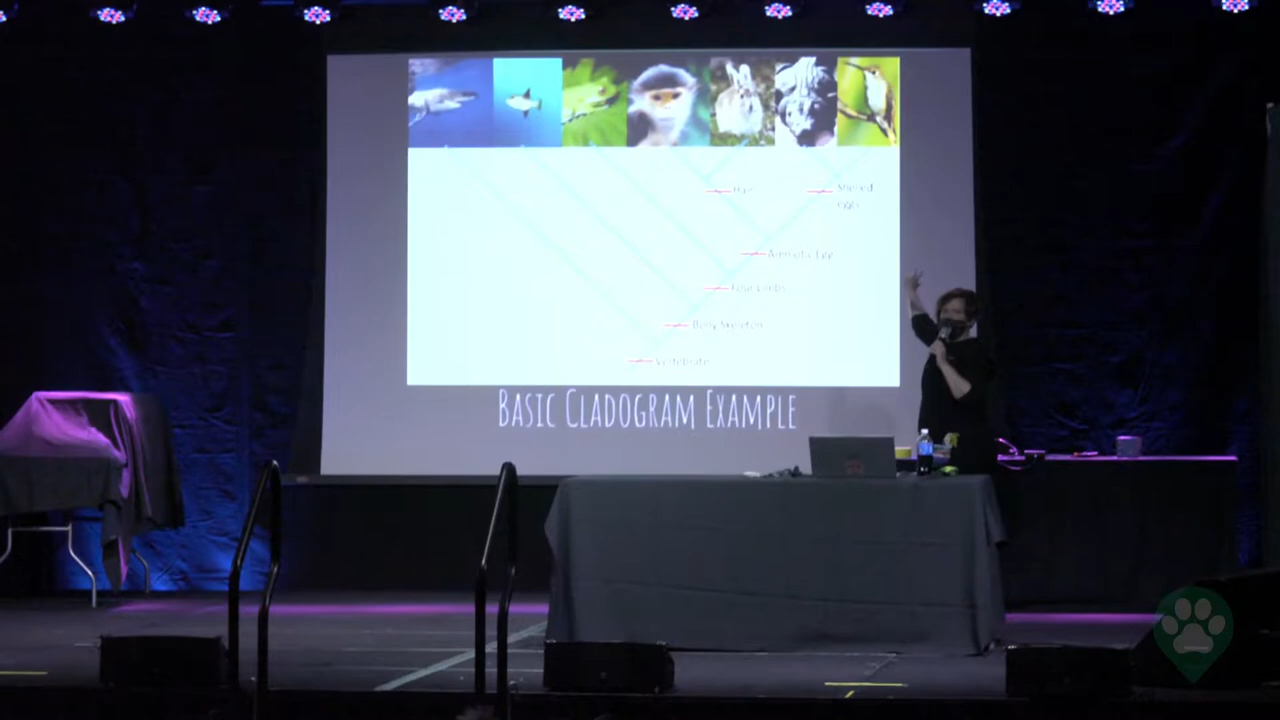 Hair
Shelled
eggs
Amniotic Egg
Four Limbs
Bony Skeleton
Vertebrate
BASIC CLADOGRAM EXAMPLE